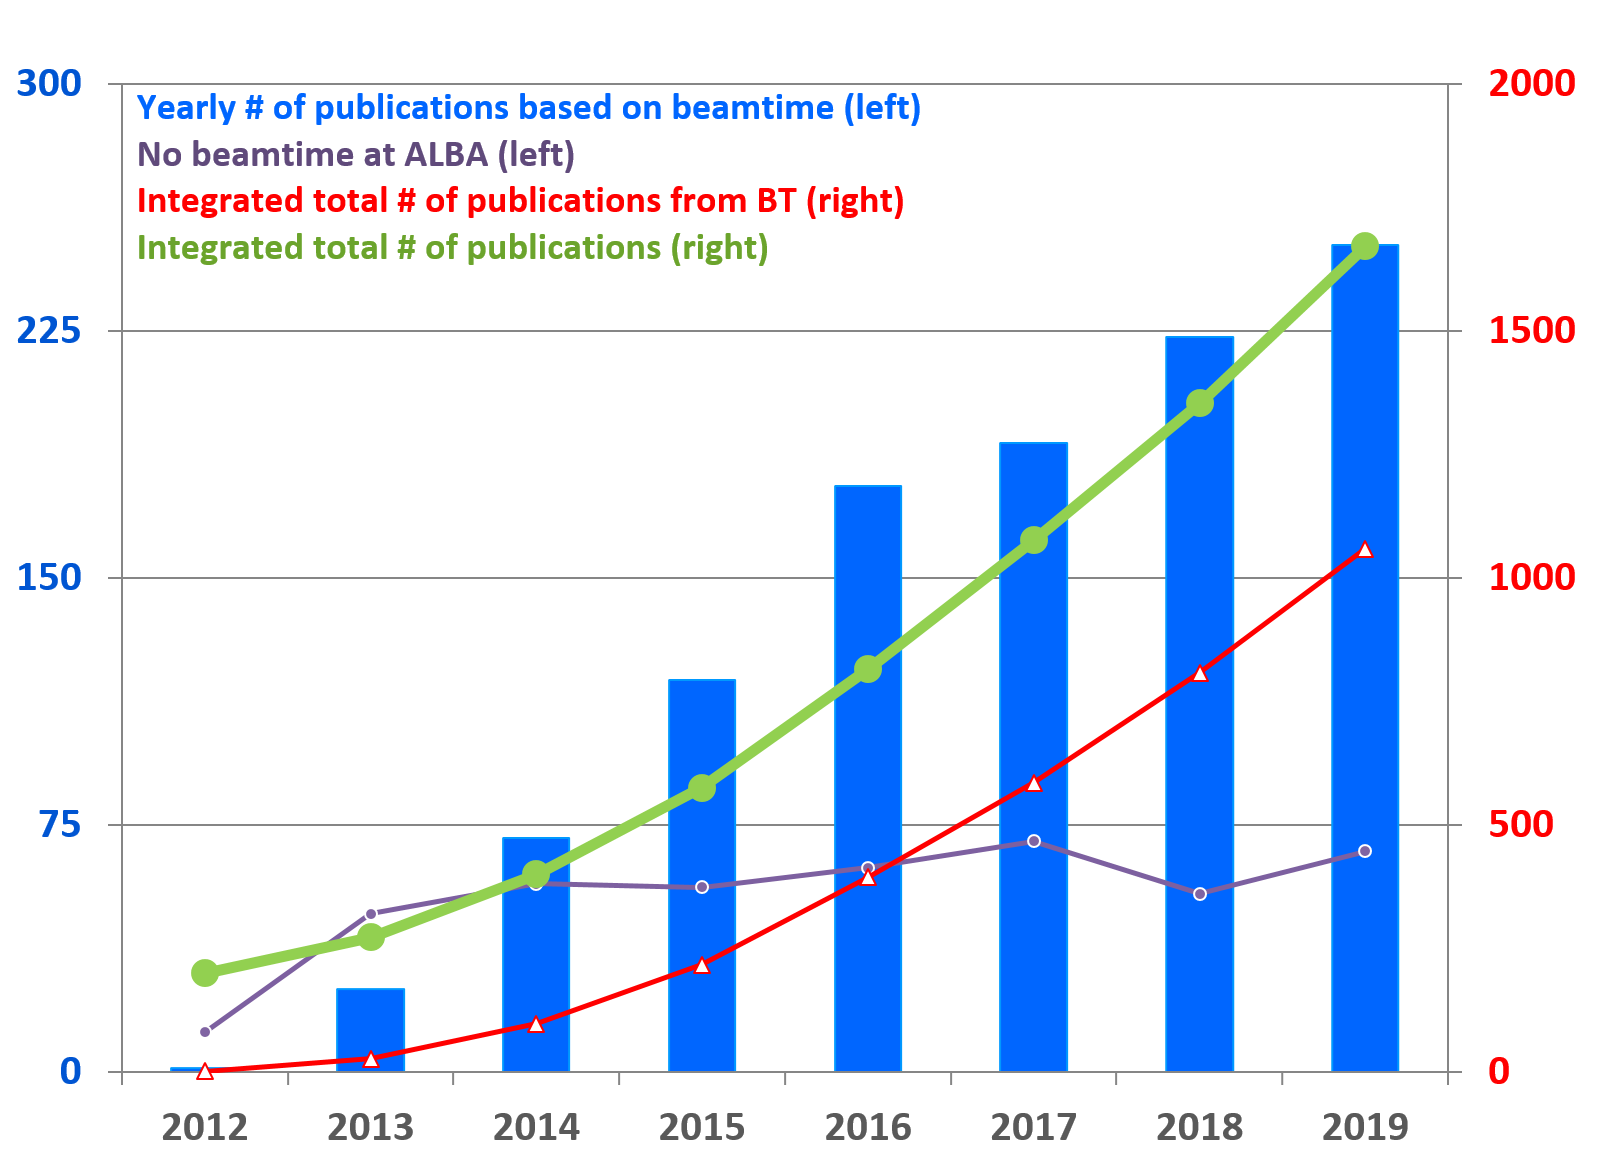 300
2000
Yearly # of publications based on beamtime (left)
No beamtime at ALBA (left)
Integrated total # of publications from BT (right)
Integrated total # of publications (right)
225
1500
150
1000
75
500
0
0
2012 2013 2014 2015 2016 2017 2018 2019